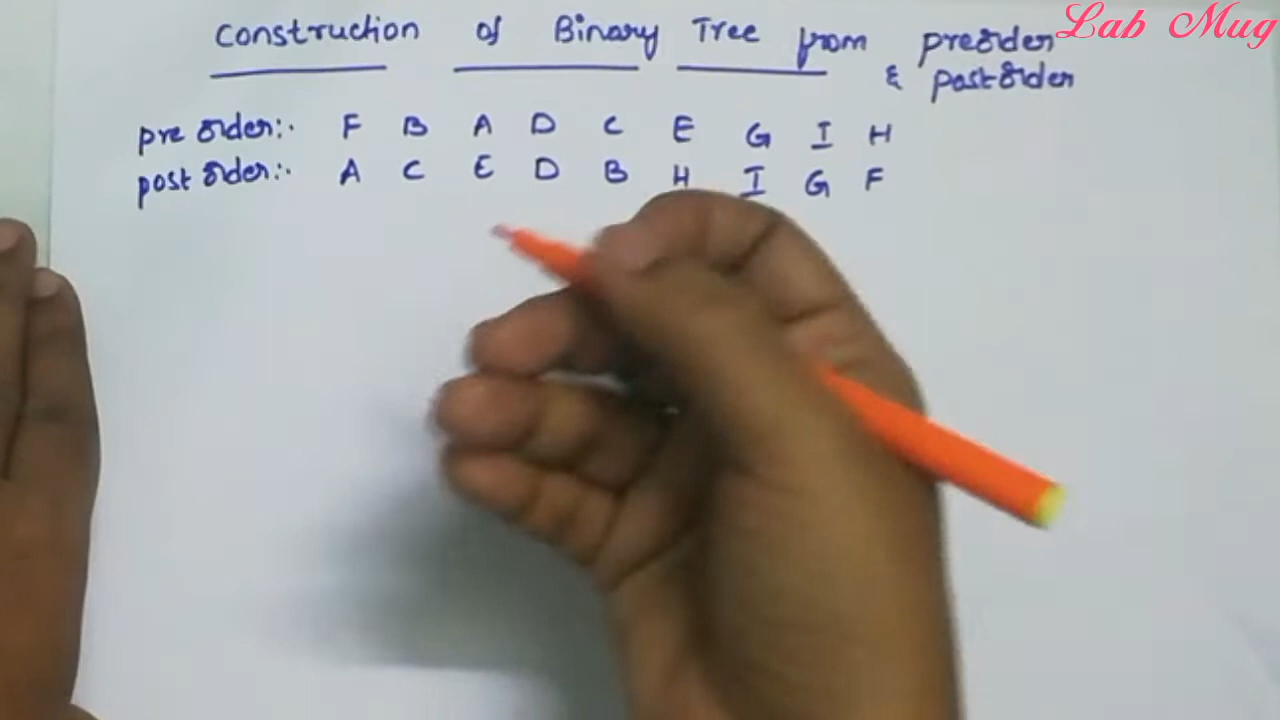 Lab Mug
Construction of Binary Tree from preorder
& postorder
pre order:. F B A D C E G I H
post order:. A C E D B H I G F